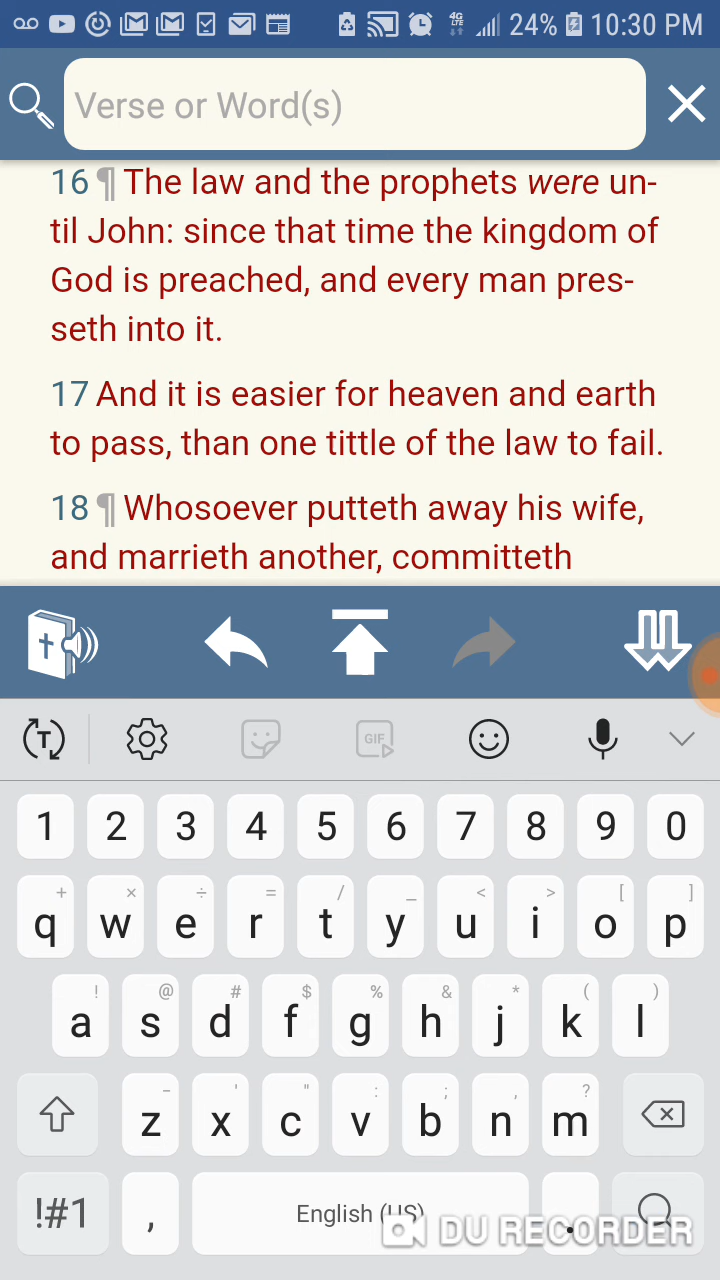 4G LTE 24% 10:30 PM
Verse or Word(s)
16 ¶ The law and the prophets were un-
til John: since that time the kingdom of
God is preached, and every man pres-
seth into it.
17 And it is easier for heaven and earth
to pass, than one tittle of the law to fail.
18 ¶ Whosoever putteth away his wife,
and marrieth another, committeth
T GIF
1 2 3 4 5 6 7 8 9 0
+ × ÷ = / _ < > [ ]
q w e r t y u i o p
! @ # $ % & * ( )
a s d f g h j k l
- ' " : ; , ?
z x c v b n m
!#1 , English (US) .
DU RECORDER